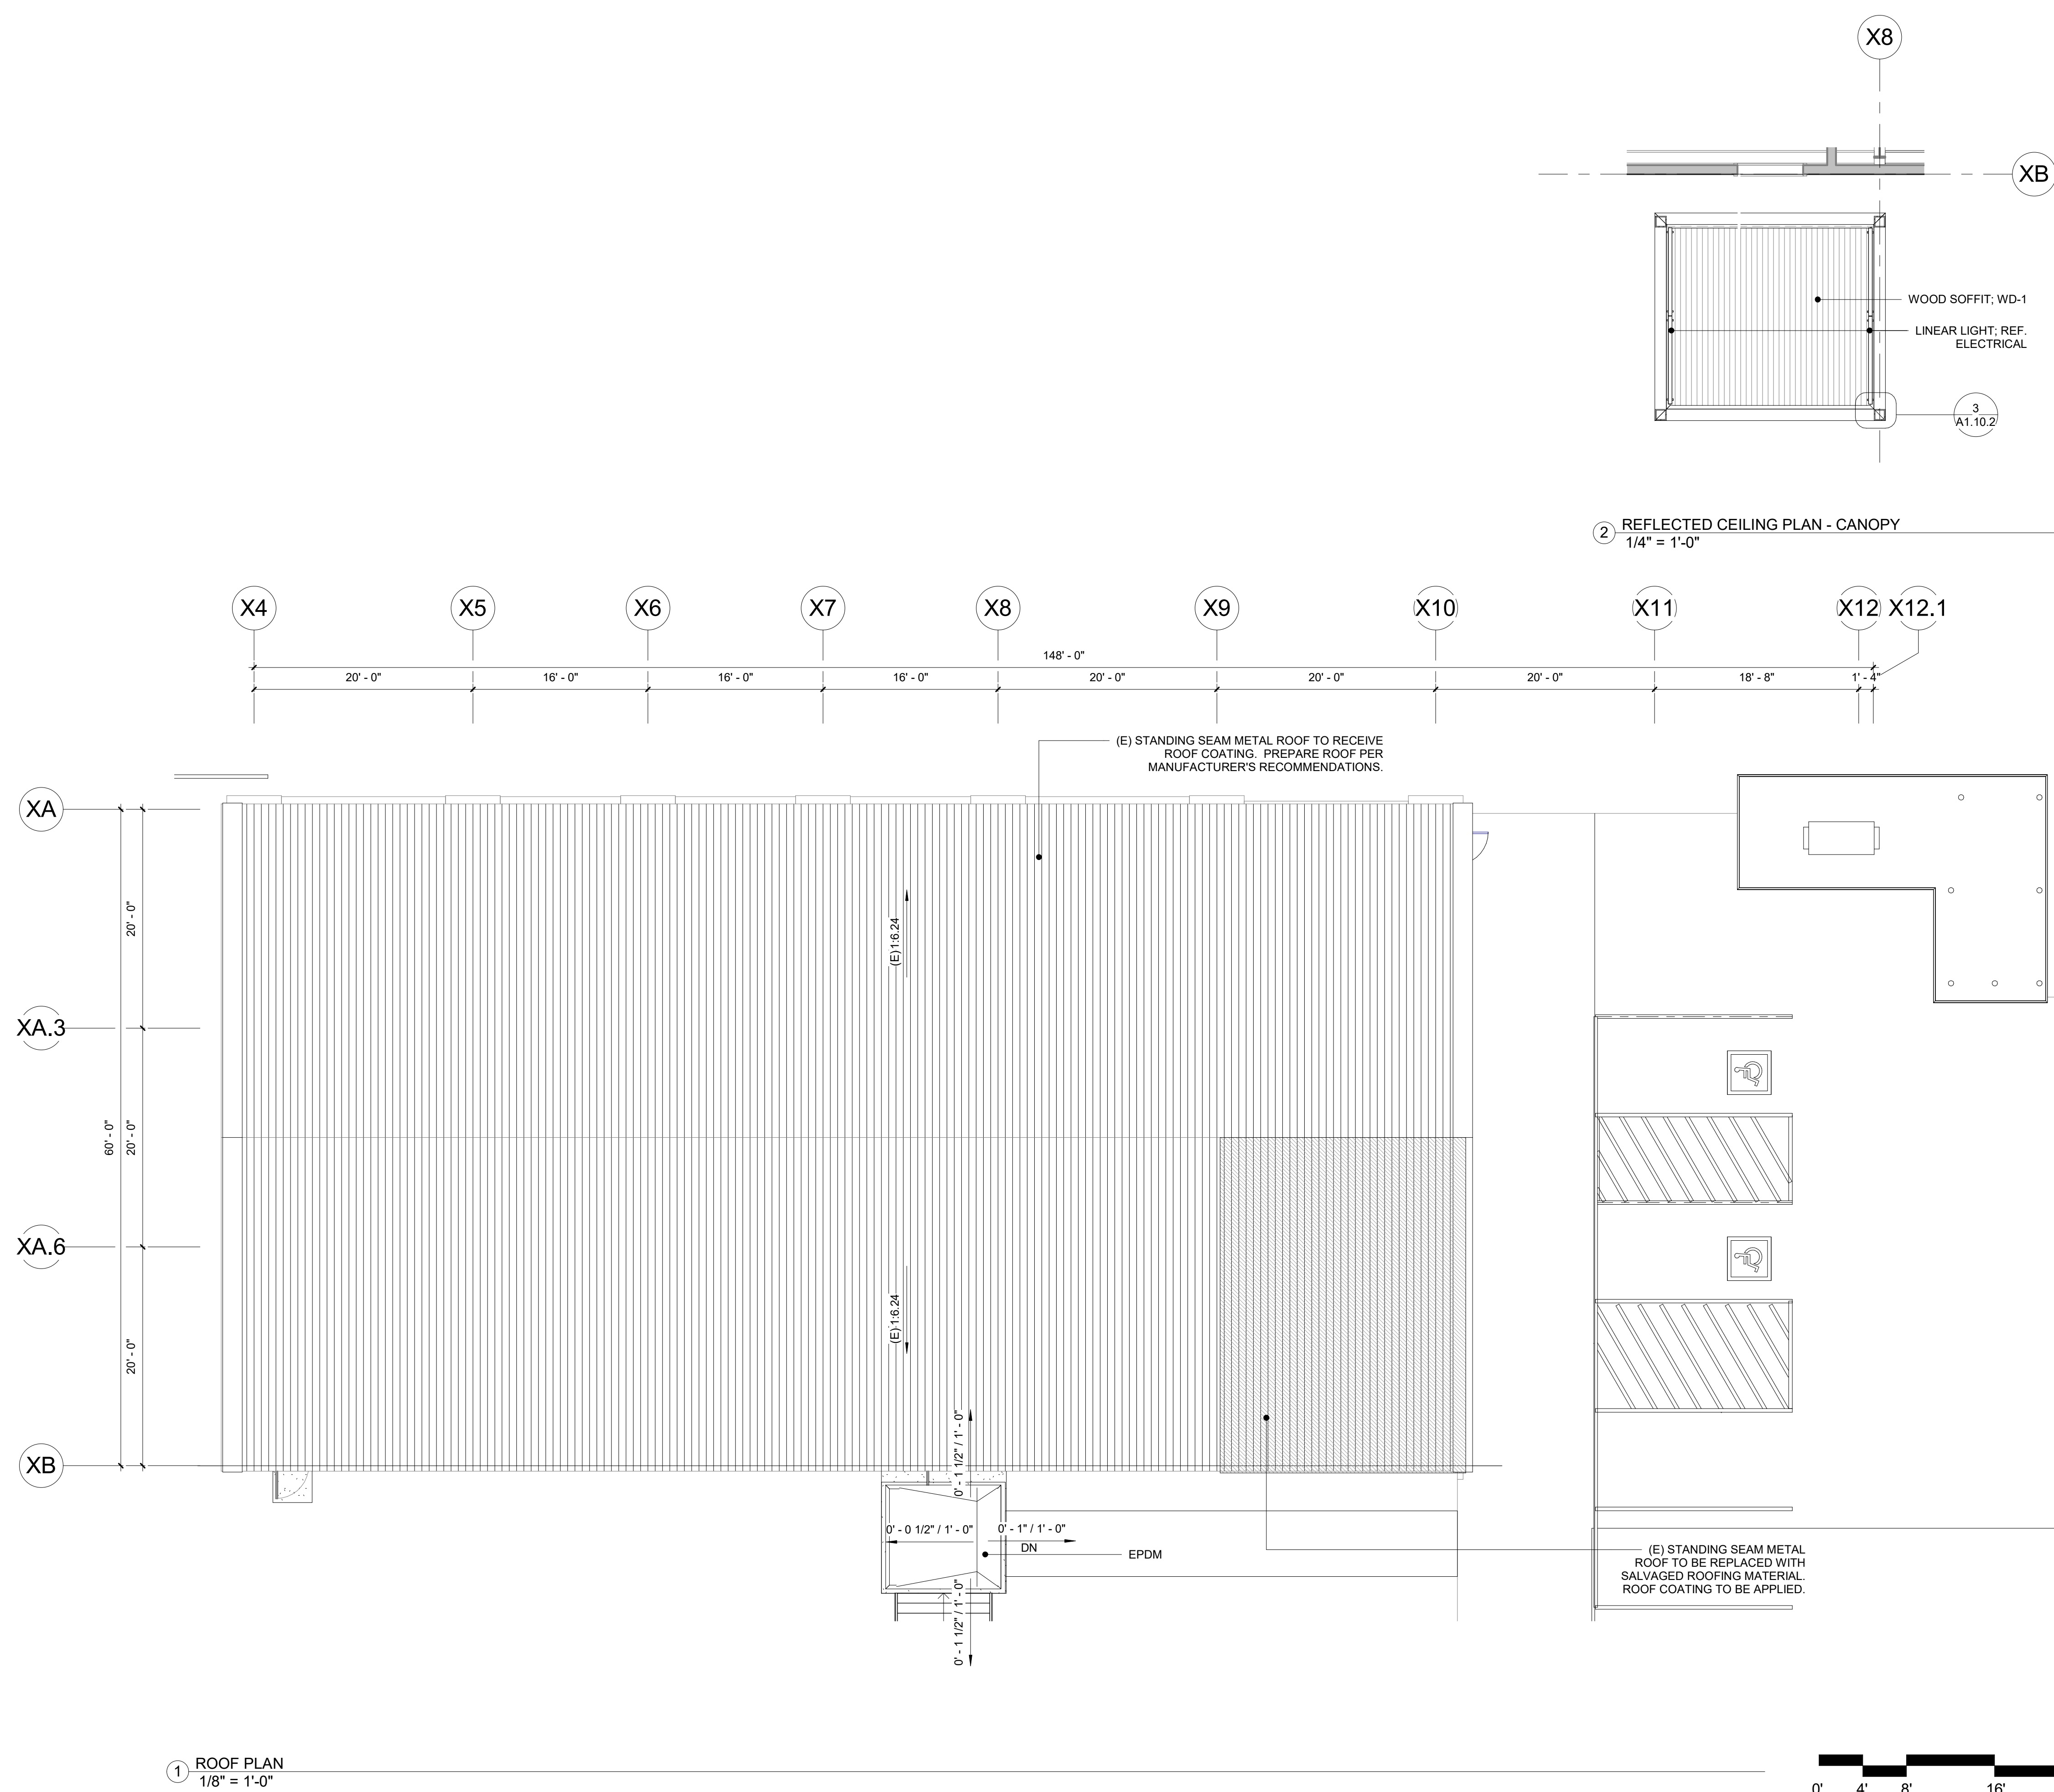 X8
XB
WOOD SOFFIT; WD-1
LINEAR LIGHT; REF.
ELECTRICAL
3
A1.10.2
2
REFLECTED CEILING PLAN - CANOPY
1/4" = 1'-0"
X4
X5
X6
X7
X8
X9
X10
X11
X12
X12.1
148' - 0"
20' - 0"
16' - 0"
16' - 0"
16' - 0"
20' - 0"
20' - 0"
20' - 0"
18' - 8"
1' - 4"
(E) STANDING SEAM METAL ROOF TO RECEIVE
ROOF COATING. PREPARE ROOF PER
MANUFACTURER'S RECOMMENDATIONS.
XA
XA.3
XA.6
XB
60' - 0"
20' - 0"
20' - 0"
20' - 0"
(E) 1:6.24
(E) 1:6.24
0' - 1 1/2" / 1' - 0"
0' - 0 1/2" / 1' - 0"
0' - 1" / 1' - 0"
DN
EPDM
0' - 1 1/2" / 1' - 0"
(E) STANDING SEAM METAL
ROOF TO BE REPLACED WITH
SALVAGED ROOFING MATERIAL.
ROOF COATING TO BE APPLIED.
1
ROOF PLAN
1/8" = 1'-0"
0'
4'
8'
16'